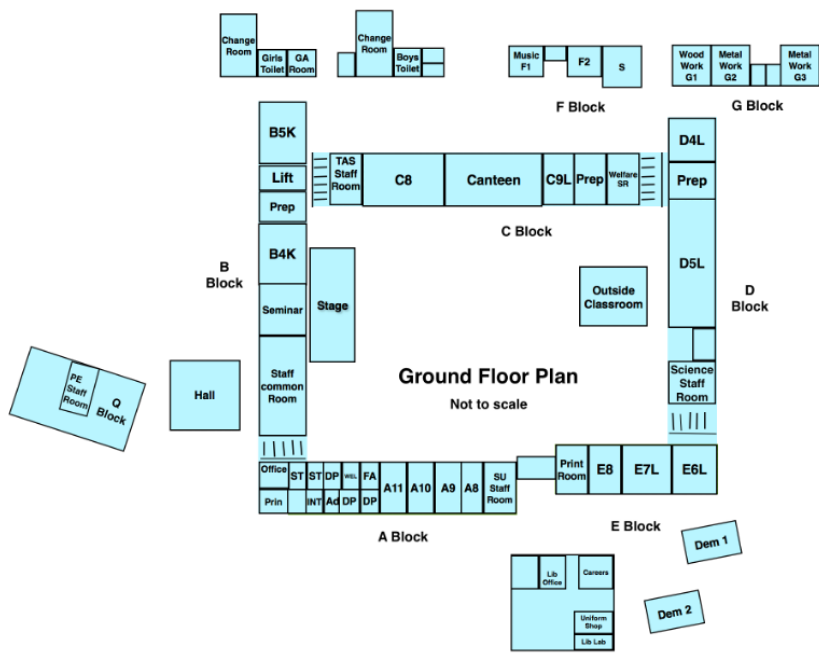 Change
Room
Girls
Toilet
GA
Room
Change
Room
Boys
Toilet
Music
F1
F2
S
F Block
Wood
Work
G1
Metal
Work
G2
Metal
Work
G3
G Block
B5K
Lift
Prep
B4K
Seminar
Staff
common
Room
B
Block
TAS
Staff
Room
C8
Canteen
C9L
Prep
Welfare
SR
C Block
D4L
Prep
D5L
Science
Staff
Room
D
Block
Stage
Outside
Classroom
Ground Floor Plan
Not to scale
PE
Staff
Room
Q
Block
Hall
Office
ST
ST
DP
WEL
FA
Prin
INT
Ad
DP
DP
A11
A10
A9
A8
SU
Staff
Room
A Block
Print
Room
E8
E7L
E6L
E Block
Dem 1
Dem 2
Lib
Office
Careers
Uniform
Shop
Lib Lab